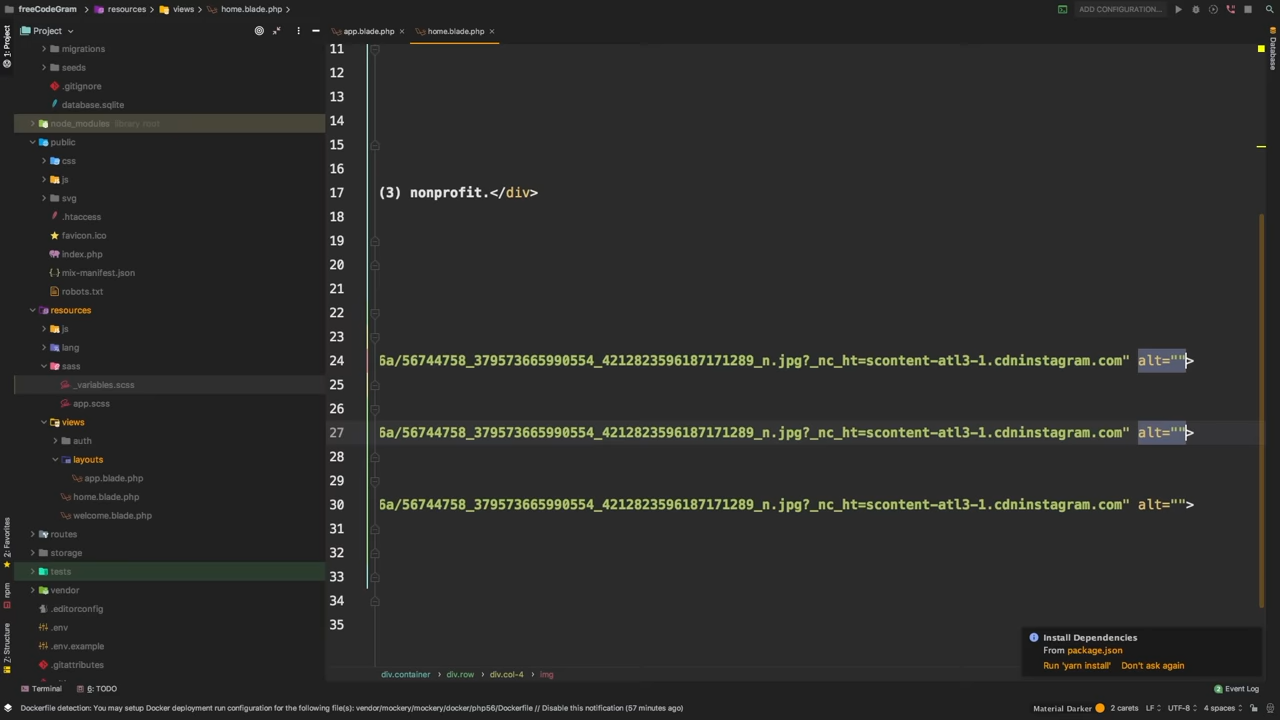 freeCodeGram resources views home.blade.php
ADD CONFIGURATION...
Project
app.blade.php home.blade.php
1: Project
Database
migrations
seeds
.gitignore
database.sqlite
node_modules library root
public
css
js
svg
.htaccess
favicon.ico
index.php
mix-manifest.json
robots.txt
resources
js
lang
sass
_variables.scss
app.scss
views
auth
layouts
app.blade.php
home.blade.php
welcome.blade.php
routes
storage
tests
vendor
.editorconfig
.env
.env.example
.gitattributes
2: Favorites
npm
7: Structure
11
12
13
14
15
16
17 (3) nonprofit.</div>
18
19
20
21
22
23
24 6a/56744758_379573665990554_4212823596187171289_n.jpg?_nc_ht=scontent-atl3-1.cdninstagram.com" alt="">
25
26
27 6a/56744758_379573665990554_4212823596187171289_n.jpg?_nc_ht=scontent-atl3-1.cdninstagram.com" alt="">
28
29
30 6a/56744758_379573665990554_4212823596187171289_n.jpg?_nc_ht=scontent-atl3-1.cdninstagram.com" alt="">
31
32
33
34
35
Install Dependencies
From package.json
Run 'yarn install' Don't ask again
div.container div.row div.col-4 img
Terminal 6: TODO
2 Event Log
Dockerfile detection: You may setup Docker deployment run configuration for the following file(s): vendor/mockery/mockery/docker/php56/Dockerfile // Disable this notification (57 minutes ago)
Material Darker 2 carets LF UTF-8 4 spaces